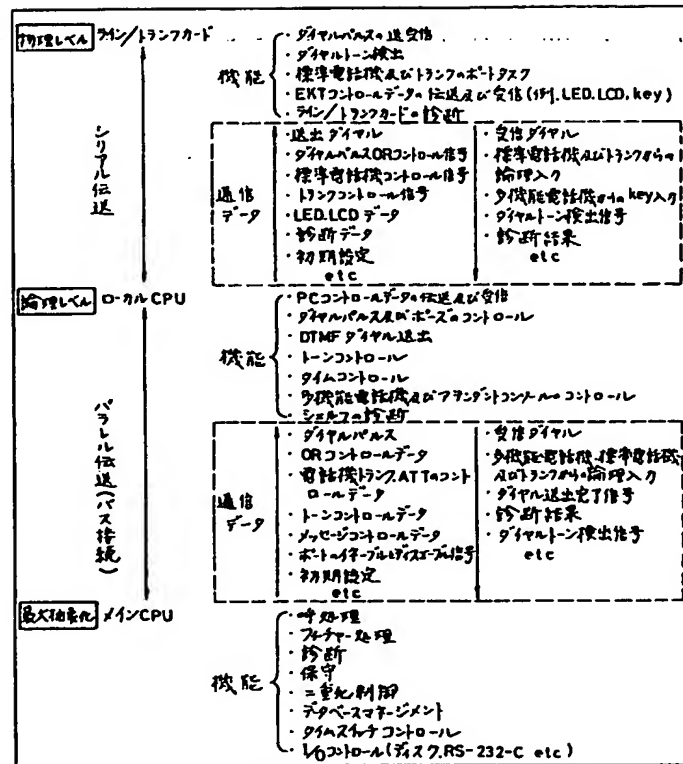 物理レベル ライン/トランクカード
機能
・ダイヤルパルスの送受信
・ダイヤルトーン検出
・標準電話機及びトランクのポートタスク
・EKTコントロールデータの伝送及び受信(例.LED.LCD.key)
・ライン/トランクカードの診断
シリアル伝送
通信データ
・送出ダイヤル
・ダイヤルパルスORコントロール信号
・標準電話機コントロール信号
・トランクコントロール信号
・LED.LCDデータ
・診断データ
・初期設定
etc
・受信ダイヤル
・標準電話機及びトランクからの
論理入力
・多機能電話機からのkey入力
・ダイヤルトーン検出信号
・診断結果
etc
論理レベル ローカルCPU
機能
・PCコントロールデータの伝送及び受信
・ダイヤルパルス及びポーズのコントロール
・DTMFダイヤル送出
・トーンコントロール
・タイムコントロール
・多機能電話機及びアテンダントコンソールのコントロール
・シェルフの診断
パラレル伝送(バス接続)
通信データ
・ダイヤルパルス
・ORコントロールデータ
・電話機トランク.ATTのコント
ロールデータ
・トーンコントロールデータ
・メッセージコントロールデータ
・ポートのイネーブルとディスエーブル信号
・初期設定
etc
・受信ダイヤル
・多機能電話機.標準電話機
及びトランクからの論理入力
・ダイヤル送出完了信号
・診断結果
・ダイヤルトーン検出信号
etc
最大抽象化 メインCPU
機能
・呼処理
・フィーチャー処理
・診断
・保守
・二重化制御
・データベースマネージメント
・タイムスイッチコントロール
・I/Oコントロール(ディスク.RS-232-C etc)